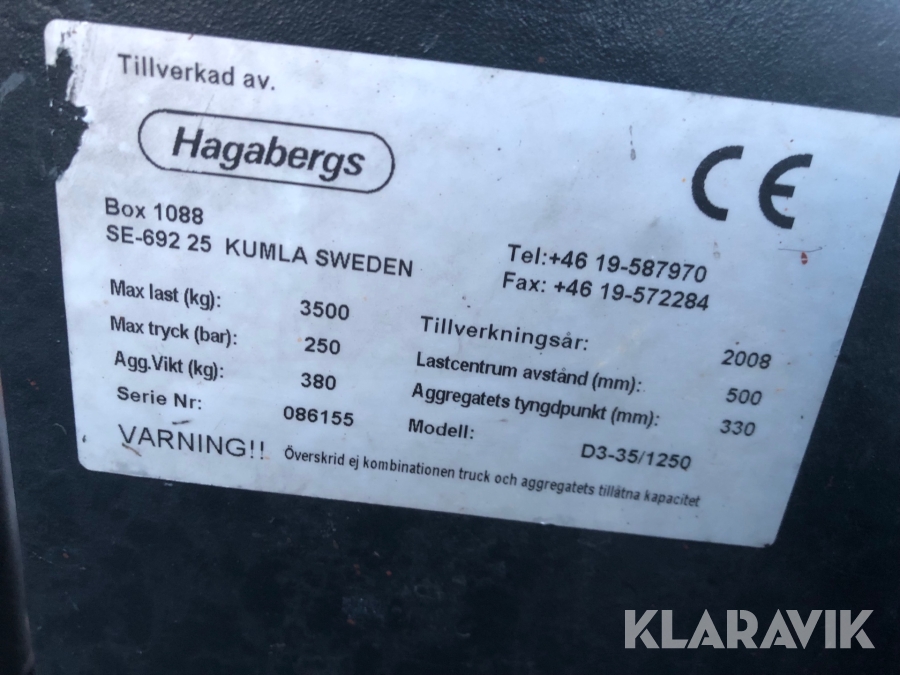 Tillverkad av.
Hagabergs
CE
Box 1088
SE-692 25 KUMLA SWEDEN
Tel:+46 19-587970
Fax: +46 19-572284
Max last (kg): 3500
Max tryck (bar): 250
Agg.Vikt (kg): 380
Serie Nr: 086155
Tillverkningsår: 2008
Lastcentrum avstånd (mm): 500
Aggregatets tyngdpunkt (mm): 330
Modell: D3-35/1250
VARNING!! Överskrid ej kombinationen truck och aggregatets tillåtna kapacitet
KLARAVIK